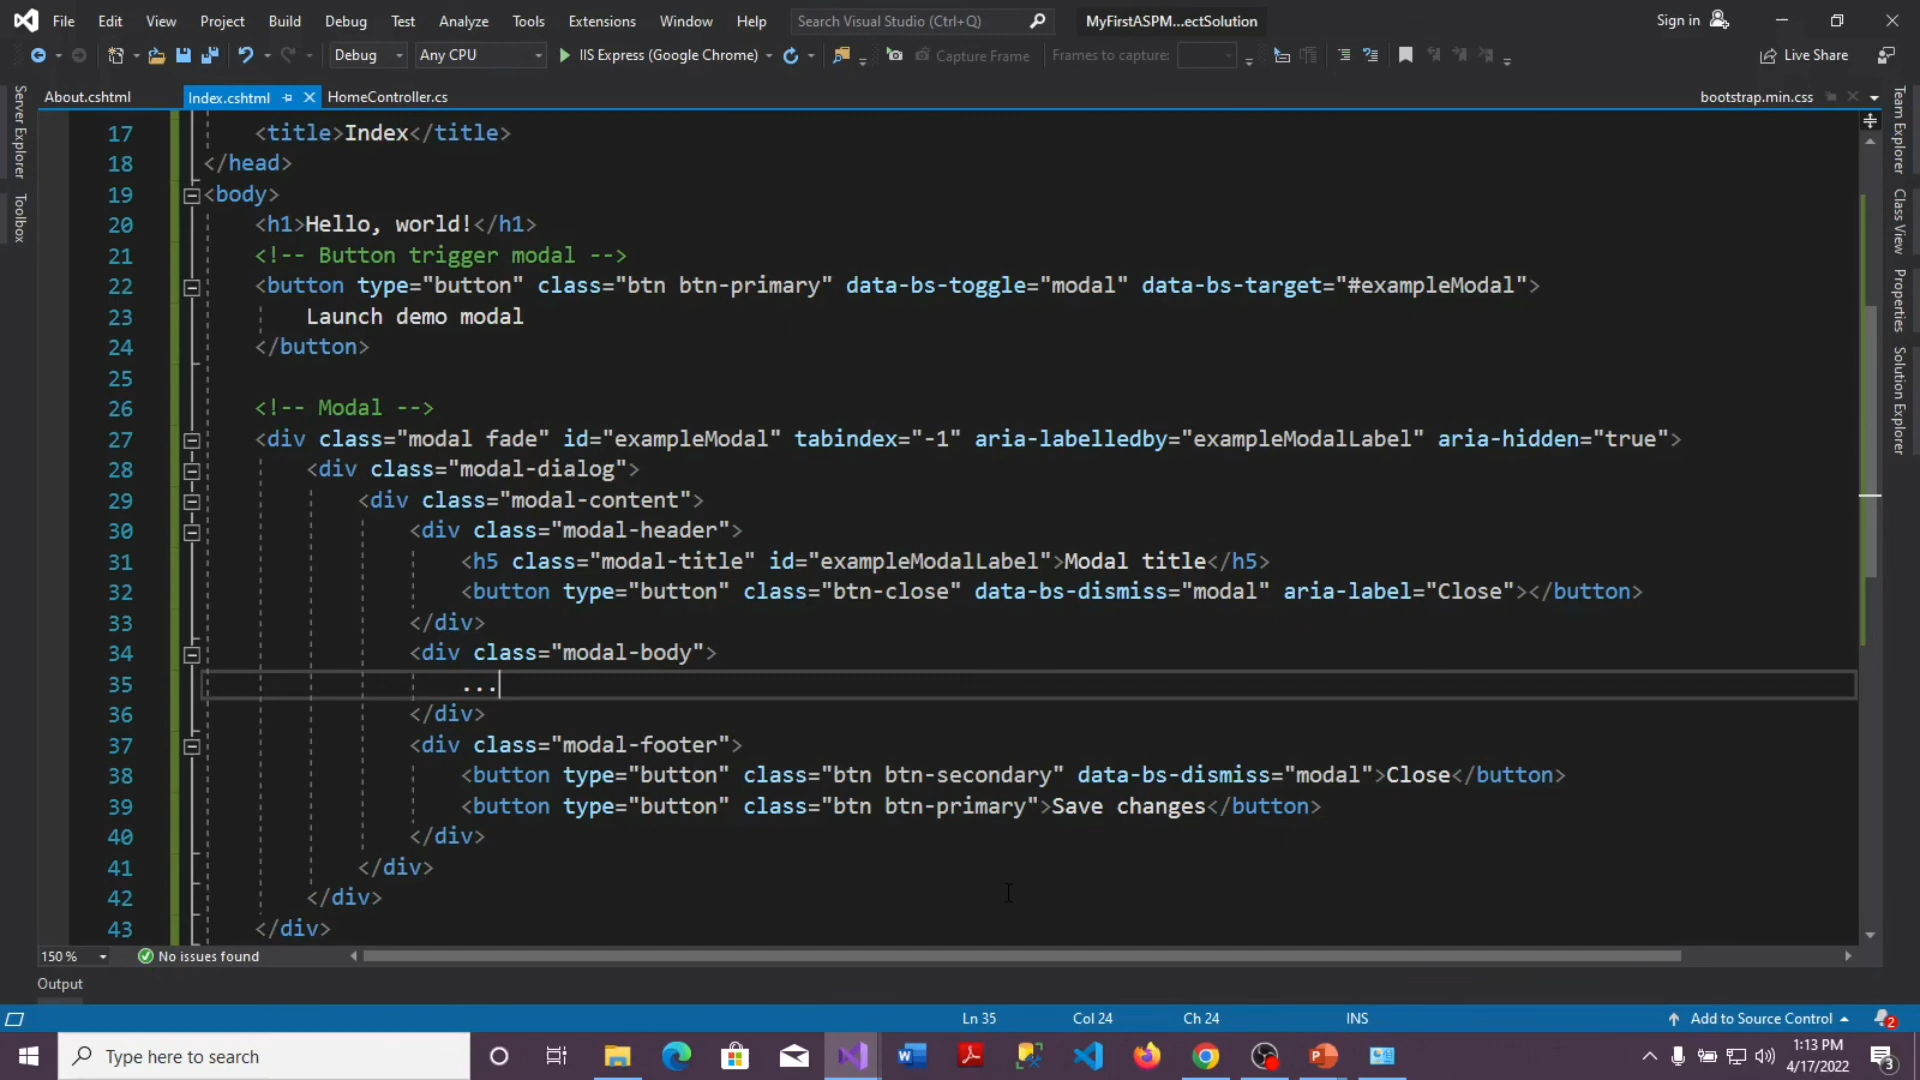 File Edit View Project Build Debug Test Analyze Tools Extensions Window Help Search Visual Studio (Ctrl+Q) MyFirstASPM...ectSolution Sign in
Debug Any CPU IIS Express (Google Chrome) Capture Frame Frames to capture: Live Share
About.cshtml Index.cshtml HomeController.cs bootstrap.min.css
Server Explorer
Toolbox
17 <title>Index</title>
18 </head>
19 <body>
20 <h1>Hello, world!</h1>
21 <!-- Button trigger modal -->
22 <button type="button" class="btn btn-primary" data-bs-toggle="modal" data-bs-target="#exampleModal">
23 Launch demo modal
24 </button>
25
26 <!-- Modal -->
27 <div class="modal fade" id="exampleModal" tabindex="-1" aria-labelledby="exampleModalLabel" aria-hidden="true">
28 <div class="modal-dialog">
29 <div class="modal-content">
30 <div class="modal-header">
31 <h5 class="modal-title" id="exampleModalLabel">Modal title</h5>
32 <button type="button" class="btn-close" data-bs-dismiss="modal" aria-label="Close"></button>
33 </div>
34 <div class="modal-body">
35 ...
36 </div>
37 <div class="modal-footer">
38 <button type="button" class="btn btn-secondary" data-bs-dismiss="modal">Close</button>
39 <button type="button" class="btn btn-primary">Save changes</button>
40 </div>
41 </div>
42 </div>
43 </div>
Team Explorer
Class View
Properties
Solution Explorer
150 % No issues found
Output
Ln 35 Col 24 Ch 24 INS Add to Source Control 2
Type here to search 1:13 PM
4/17/2022 3